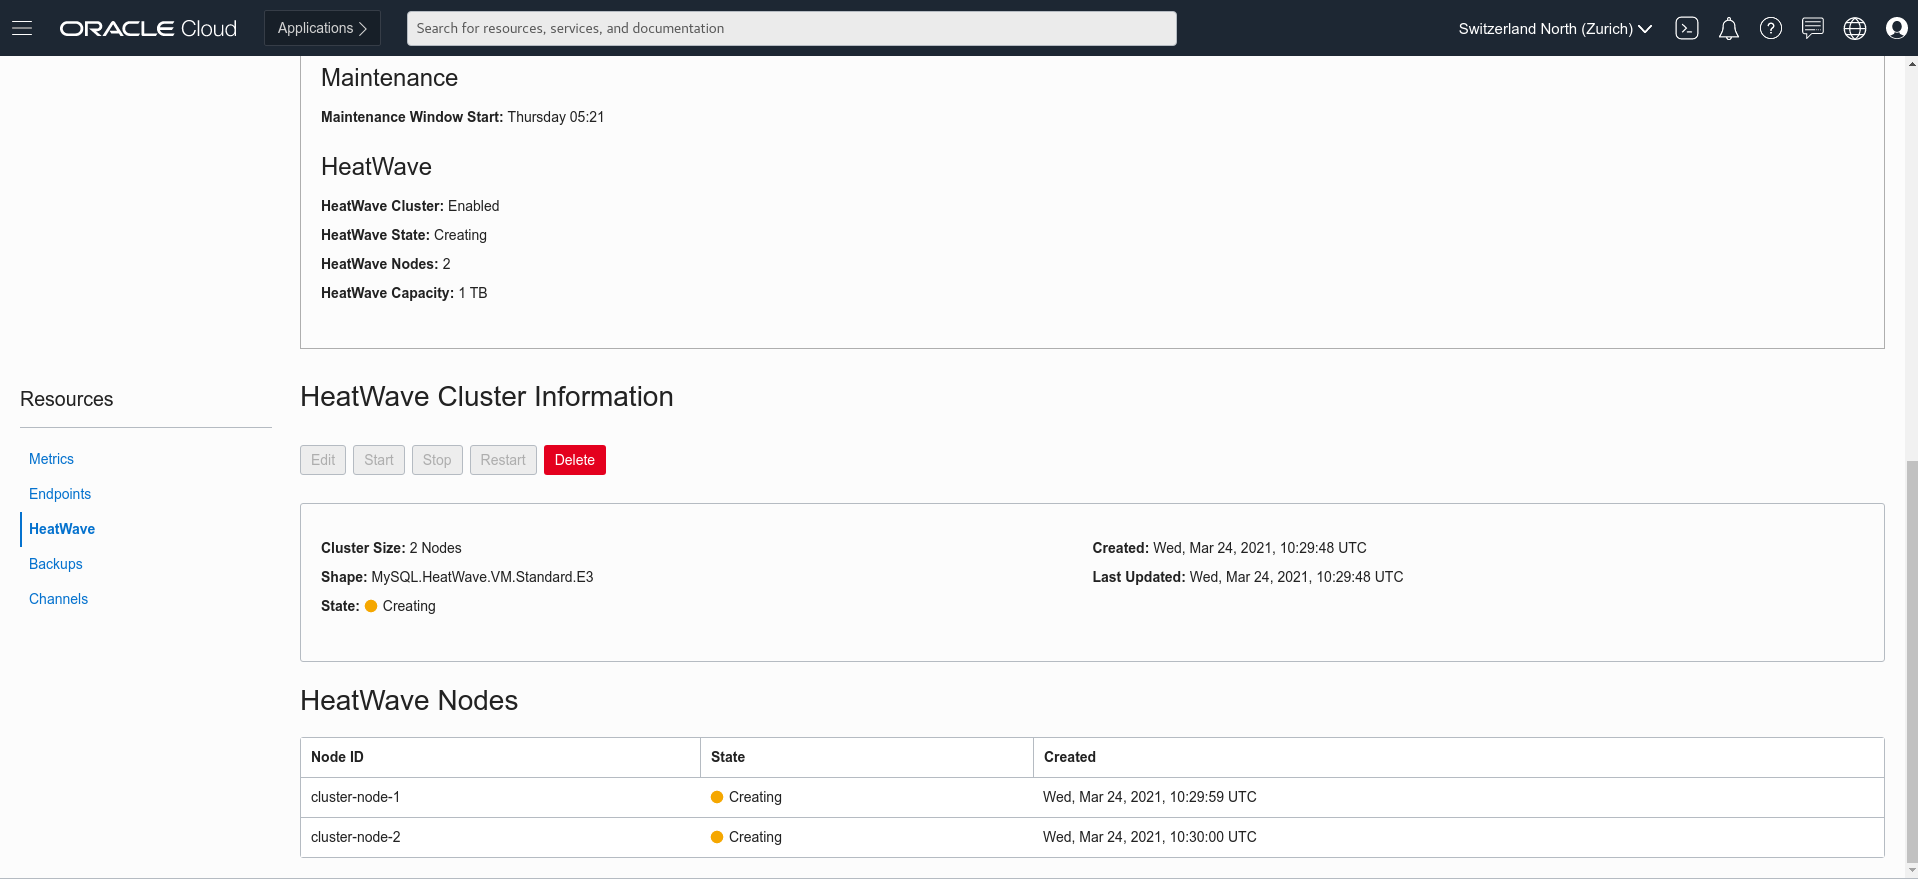 ORACLE Cloud
Applications
Search for resources, services, and documentation
Switzerland North (Zurich)
Maintenance
Maintenance Window Start: Thursday 05:21
HeatWave
HeatWave Cluster: Enabled
HeatWave State: Creating
HeatWave Nodes: 2
HeatWave Capacity: 1 TB
Resources
Metrics
Endpoints
HeatWave
Backups
Channels
HeatWave Cluster Information
Edit Start Stop Restart Delete
Cluster Size: 2 Nodes
Shape: MySQL.HeatWave.VM.Standard.E3
State: Creating
Created: Wed, Mar 24, 2021, 10:29:48 UTC
Last Updated: Wed, Mar 24, 2021, 10:29:48 UTC
HeatWave Nodes
Node ID State Created
cluster-node-1 Creating Wed, Mar 24, 2021, 10:29:59 UTC
cluster-node-2 Creating Wed, Mar 24, 2021, 10:30:00 UTC